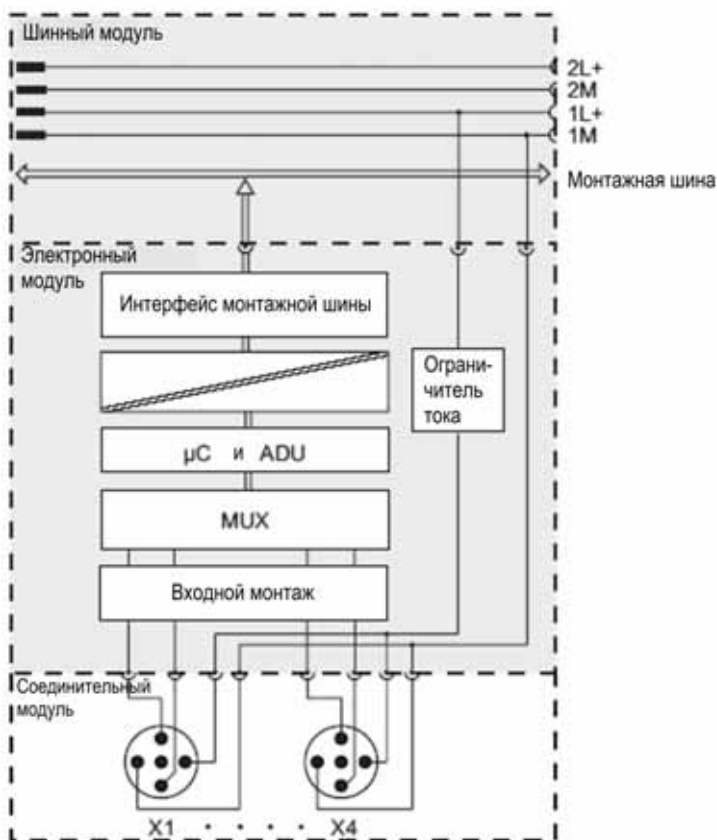 Шинный модуль
2L+
2M
1L+
1M
Монтажная шина
Электронный
модуль
Интерфейс монтажной шины
Ограни-
читель
тока
µC и ADU
MUX
Входной монтаж
Соединительный
модуль
X1 · · · · X4